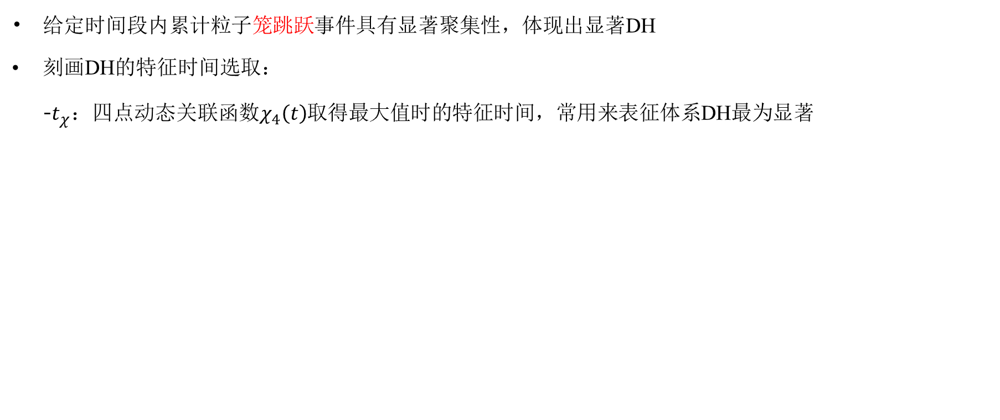 • 给定时间段内累计粒子笼跳跃事件具有显著聚集性，体现出显著DH
• 刻画DH的特征时间选取：
-𝑡𝜒：四点动态关联函数𝜒₄(𝑡)取得最大值时的特征时间，常用来表征体系DH最为显著